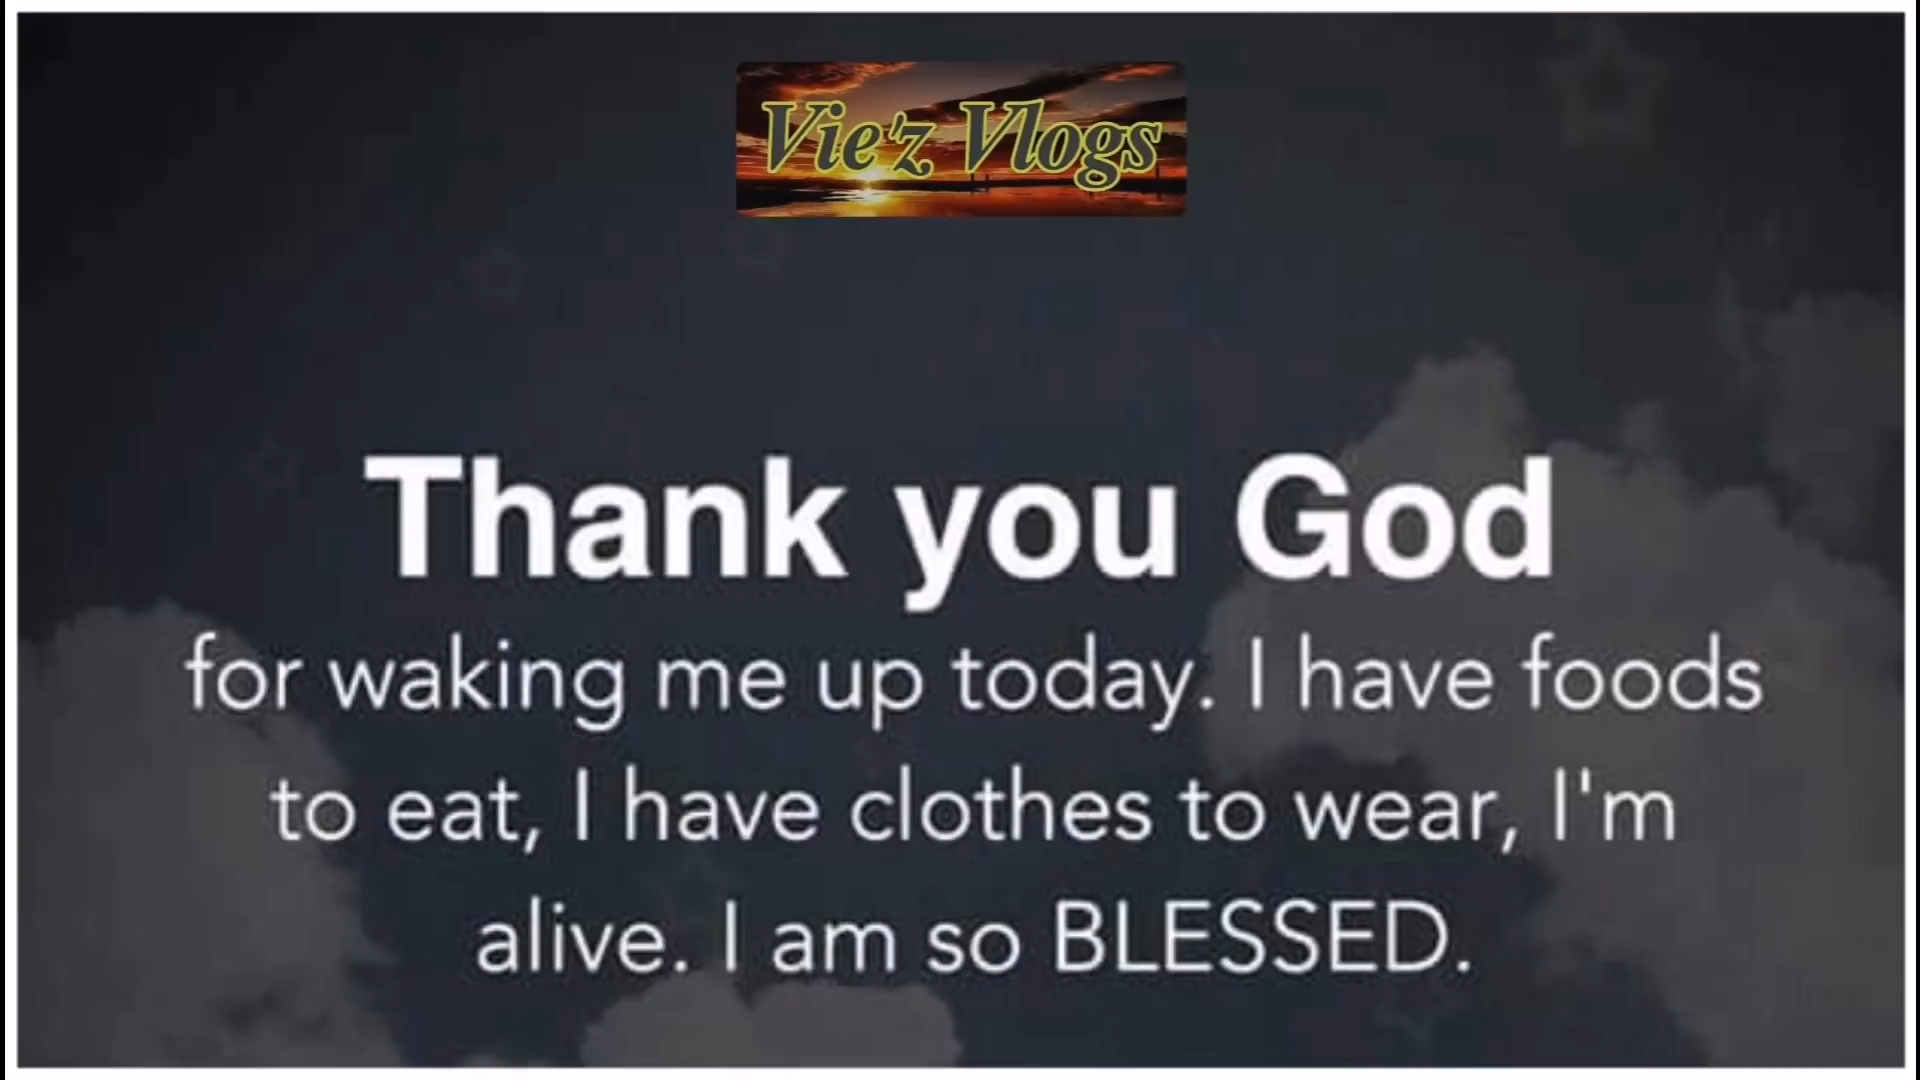 Vie'z Vlogs
Thank you God
for waking me up today. I have foods
to eat, I have clothes to wear, I'm
alive. I am so BLESSED.